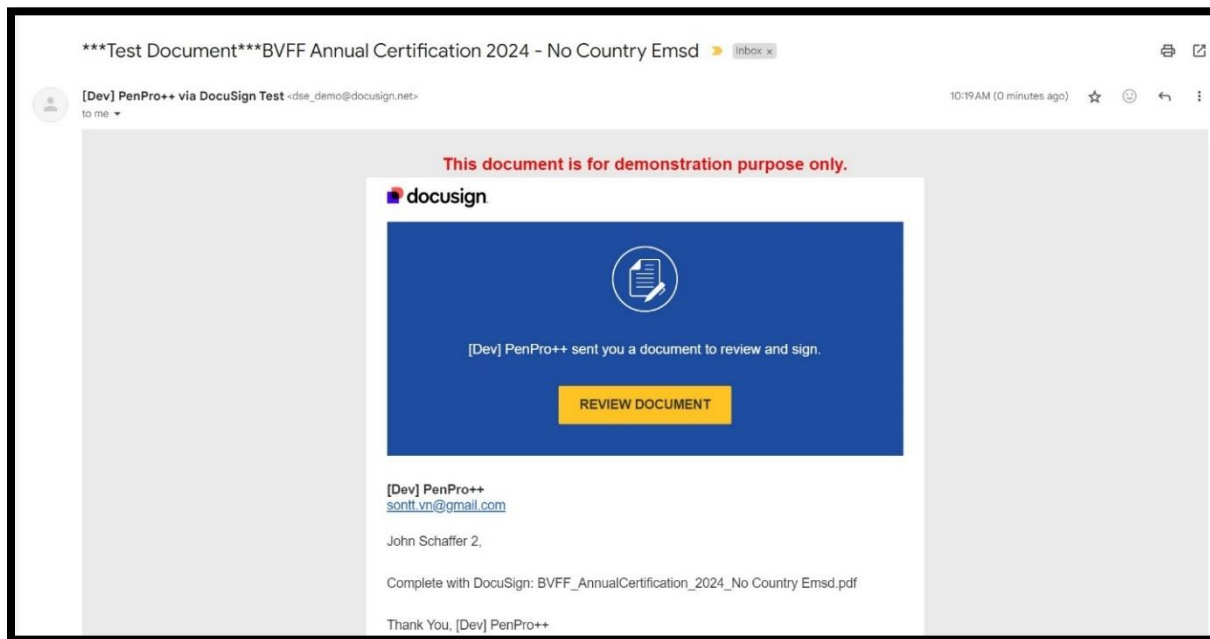 ***Test Document***BVFF Annual Certification 2024 - No Country Emsd Inbox x
[Dev] PenPro++ via DocuSign Test <dse_demo@docusign.net> 10:19 AM (0 minutes ago)
to me
This document is for demonstration purpose only.
docusign
[Dev] PenPro++ sent you a document to review and sign.
REVIEW DOCUMENT
[Dev] PenPro++
sontt.vn@gmail.com
John Schaffer 2,
Complete with DocuSign: BVFF_AnnualCertification_2024_No Country Emsd.pdf
Thank You, [Dev] PenPro++